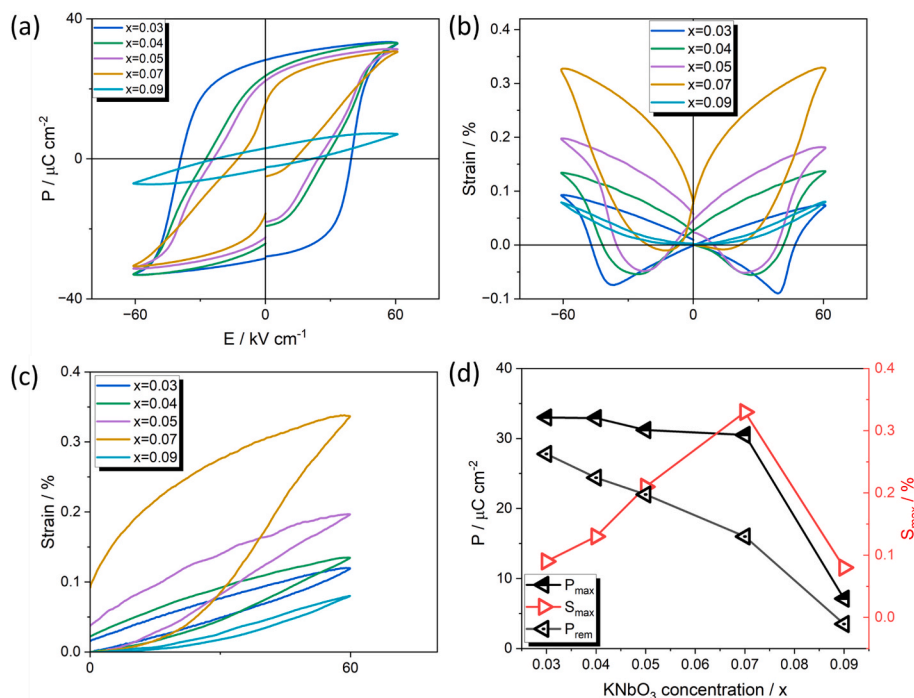 (a)
40
x=0.03
x=0.04
x=0.05
x=0.07
x=0.09
P / μC cm⁻²
0
−40
−60 0 60
E / kV cm⁻¹
(b)
0.4
x=0.03
x=0.04
x=0.05
x=0.07
x=0.09
Strain / %
0.3
0.2
0.1
0.0
−0.1
−60 0 60
(c)
0.4
x=0.03
x=0.04
x=0.05
x=0.07
x=0.09
Strain / %
0.3
0.2
0.1
0.0
0 60
(d)
40 0.4
30 0.3
P / μC cm⁻² 0.2 Smax / %
20
10 0.1
0 0.0
Pmax
Smax
Prem
0.03 0.04 0.05 0.06 0.07 0.08 0.09
KNbO₃ concentration / x